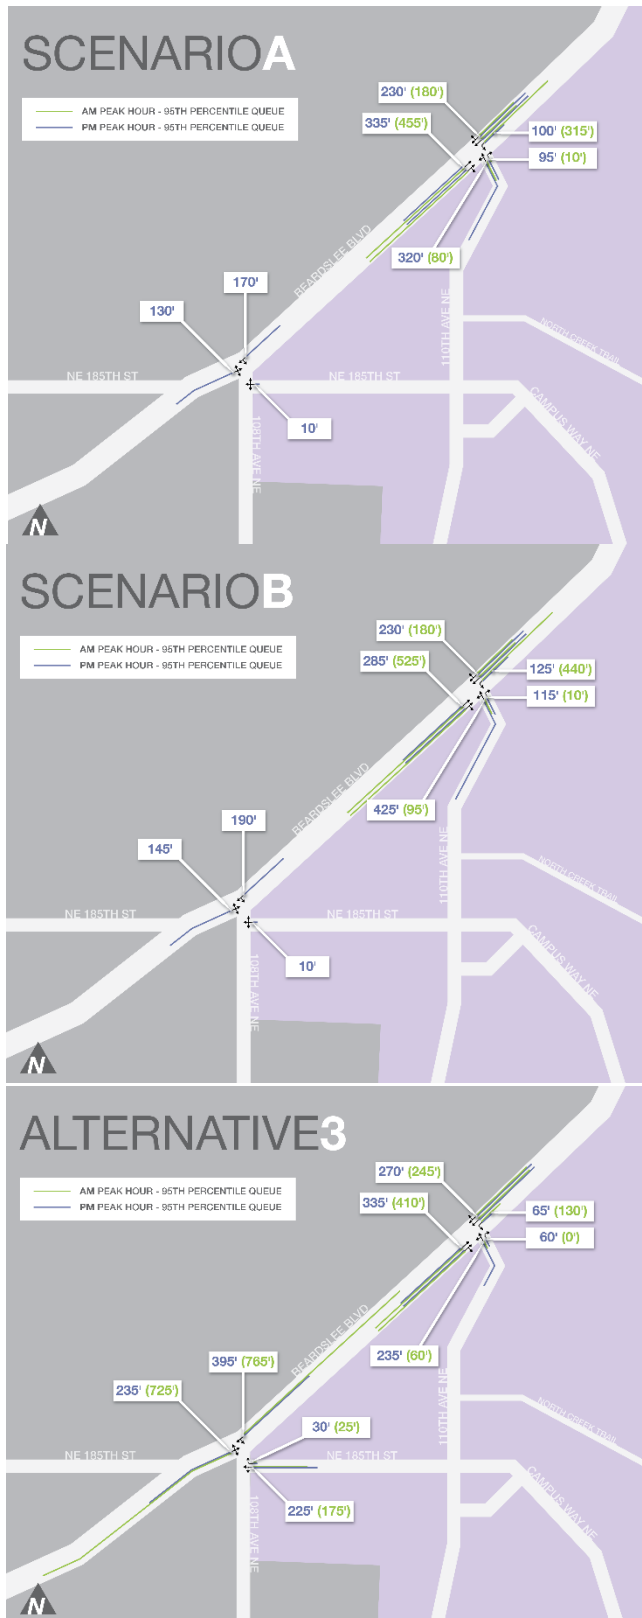 SCENARIOA
AM PEAK HOUR - 95TH PERCENTILE QUEUE
PM PEAK HOUR - 95TH PERCENTILE QUEUE
230' (180')
335' (455')
100' (315')
95' (10')
320' (80')
BEARDSLEE BLVD
170'
130'
110TH AVE NE
NORTH CREEK TRAIL
NE 185TH ST
NE 185TH ST
CAMPUS WAY NE
10'
108TH AVE NE
N
SCENARIOB
AM PEAK HOUR - 95TH PERCENTILE QUEUE
PM PEAK HOUR - 95TH PERCENTILE QUEUE
230' (180')
285' (525')
125' (440')
115' (10')
425' (95')
BEARDSLEE BLVD
190'
145'
110TH AVE NE
NORTH CREEK TRAIL
NE 185TH ST
NE 185TH ST
CAMPUS WAY NE
10'
108TH AVE NE
N
ALTERNATIVE3
AM PEAK HOUR - 95TH PERCENTILE QUEUE
PM PEAK HOUR - 95TH PERCENTILE QUEUE
270' (245')
335' (410')
65' (130')
60' (0')
235' (60')
BEARDSLEE BLVD
395' (765')
235' (725')
110TH AVE NE
NORTH CREEK TRAIL
30' (25')
NE 185TH ST
NE 185TH ST
CAMPUS WAY NE
225' (175')
108TH AVE NE
N